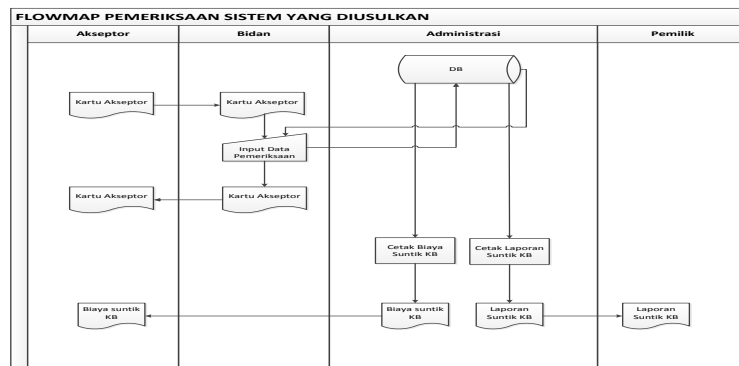 FLOWMAP PEMERIKSAAN SISTEM YANG DIUSULKAN
Akseptor
Bidan
Administrasi
Pemilik
DB
Kartu Akseptor
Kartu Akseptor
Input Data
Pemeriksaan
Kartu Akseptor
Kartu Akseptor
Cetak Biaya
Suntik KB
Cetak Laporan
Suntik KB
Biaya suntik
KB
Biaya suntik
KB
Laporan
Suntik KB
Laporan
Suntik KB